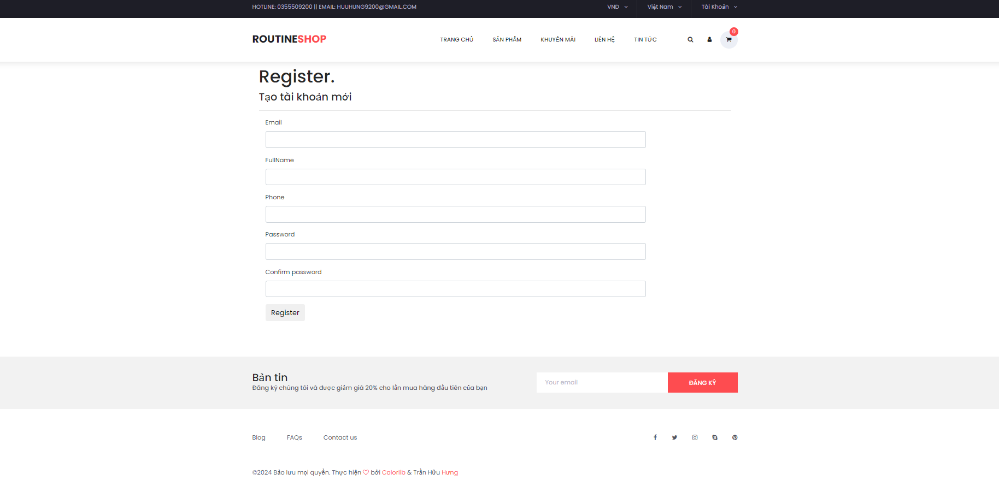 HOTLINE: 0355509200 || EMAIL: HUUHUNG9200@GMAIL.COM VND Việt Nam Tài Khoản
ROUTINESHOP TRANG CHỦ SẢN PHẨM KHUYẾN MÃI LIÊN HỆ TIN TỨC 0
Register.
Tạo tài khoản mới
Email
FullName
Phone
Password
Confirm password
Register
Bản tin
Đăng ký chúng tôi và được giảm giá 20% cho lần mua hàng đầu tiên của bạn
Your email ĐĂNG KÝ
Blog FAQs Contact us
©2024 Bảo lưu mọi quyền. Thực hiện bởi Colorlib & Trần Hữu Hưng